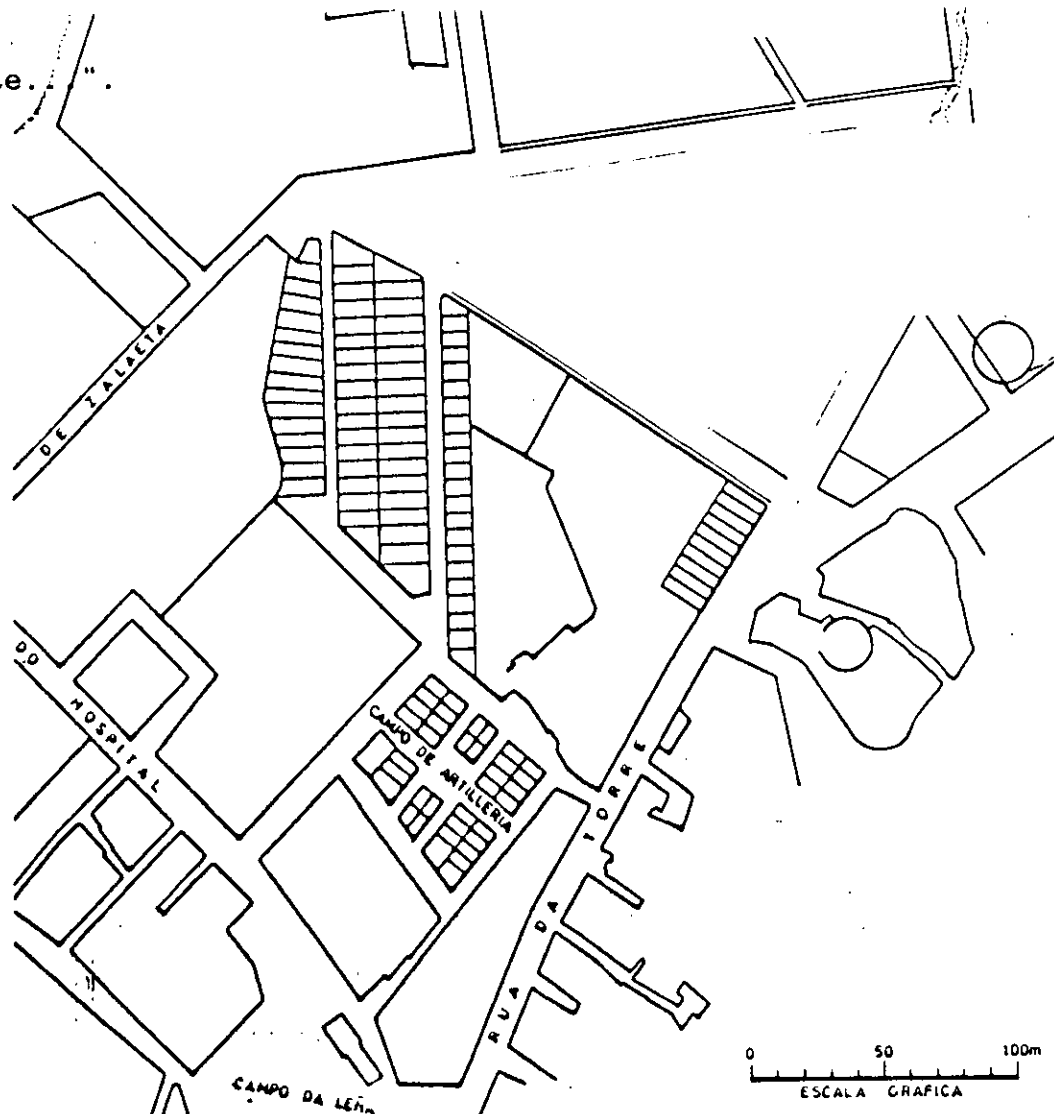 e...".
DE ZALAETA
DO HOSPITAL
CAMPO DE ARTILLERIA
RUA DA TORRE
CAMPO DA LEÑA
0 50 100m
ESCALA GRAFICA